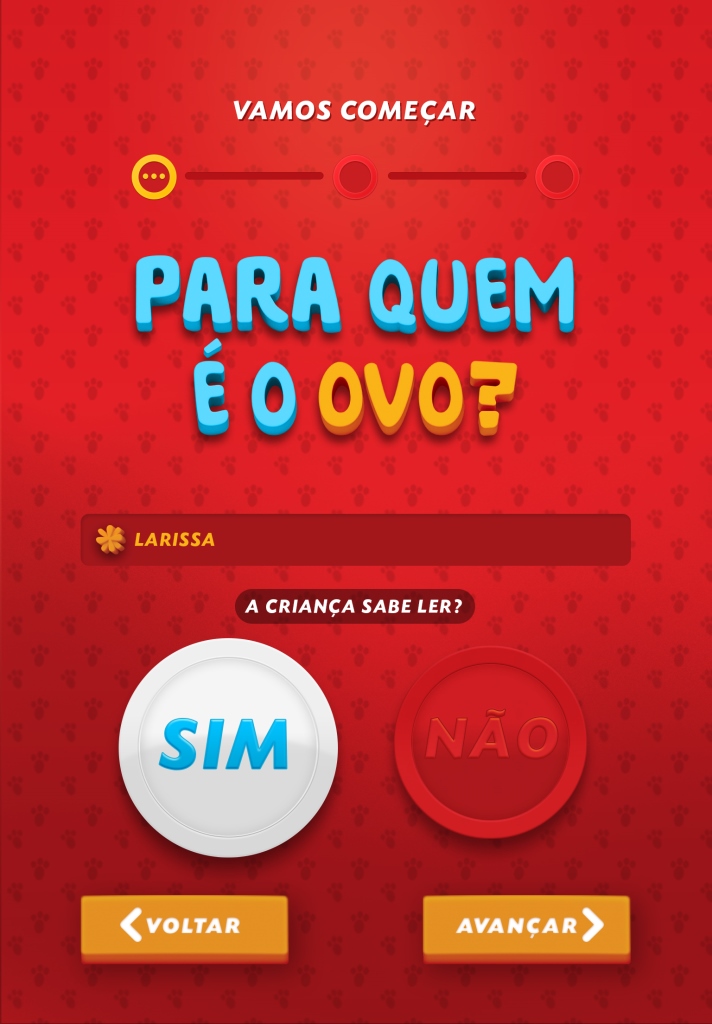 VAMOS COMEÇAR
PARA QUEM
É O OVO?
LARISSA
A CRIANÇA SABE LER?
SIM
NÃO
VOLTAR
AVANÇAR